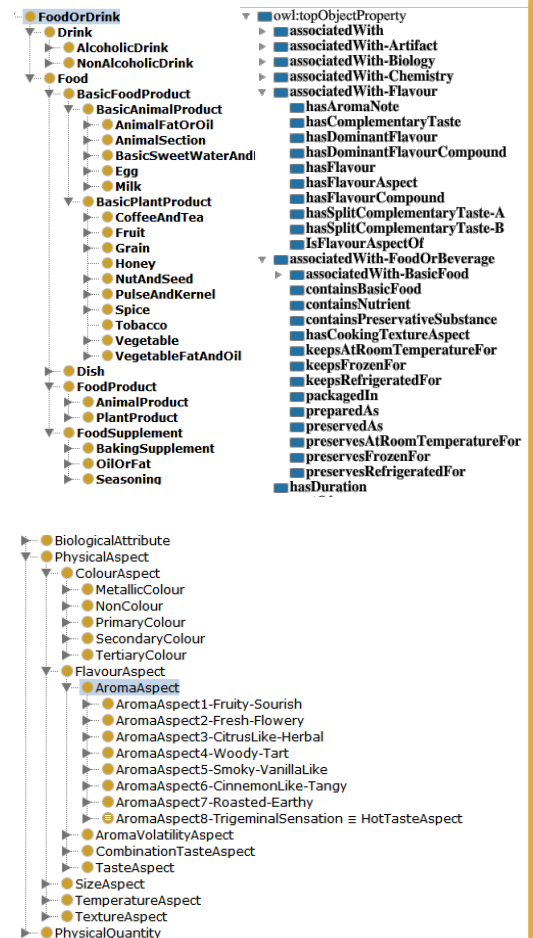 FoodOrDrink
Drink
AlcoholicDrink
NonAlcoholicDrink
Food
BasicFoodProduct
BasicAnimalProduct
AnimalFatOrOil
AnimalSection
BasicSweetWaterAnd
Egg
Milk
BasicPlantProduct
CoffeeAndTea
Fruit
Grain
Honey
NutAndSeed
PulseAndKernel
Spice
Tobacco
Vegetable
VegetableFatAndOil
Dish
FoodProduct
AnimalProduct
PlantProduct
FoodSupplement
BakingSupplement
OilOrFat
Seasoning
owl:topObjectProperty
associatedWith
associatedWith-Artifact
associatedWith-Biology
associatedWith-Chemistry
associatedWith-Flavour
hasAromaNote
hasComplementaryTaste
hasDominantFlavour
hasDominantFlavourCompound
hasFlavour
hasFlavourAspect
hasFlavourCompound
hasSplitComplementaryTaste-A
hasSplitComplementaryTaste-B
IsFlavourAspectOf
associatedWith-FoodOrBeverage
associatedWith-BasicFood
containsBasicFood
containsNutrient
containsPreservativeSubstance
hasCookingTextureAspect
keepsAtRoomTemperatureFor
keepsFrozenFor
keepsRefrigeratedFor
packagedIn
preparedAs
preservedAs
preservesAtRoomTemperatureFor
preservesFrozenFor
preservesRefrigeratedFor
hasDuration
BiologicalAttribute
PhysicalAspect
ColourAspect
MetallicColour
NonColour
PrimaryColour
SecondaryColour
TertiaryColour
FlavourAspect
AromaAspect
AromaAspect1-Fruity-Sourish
AromaAspect2-Fresh-Flowery
AromaAspect3-CitrusLike-Herbal
AromaAspect4-Woody-Tart
AromaAspect5-Smoky-VanillaLike
AromaAspect6-CinnemonLike-Tangy
AromaAspect7-Roasted-Earthy
AromaAspect8-TrigeminalSensation ≡ HotTasteAspect
AromaVolatilityAspect
CombinationTasteAspect
TasteAspect
SizeAspect
TemperatureAspect
TextureAspect
PhysicalQuantity